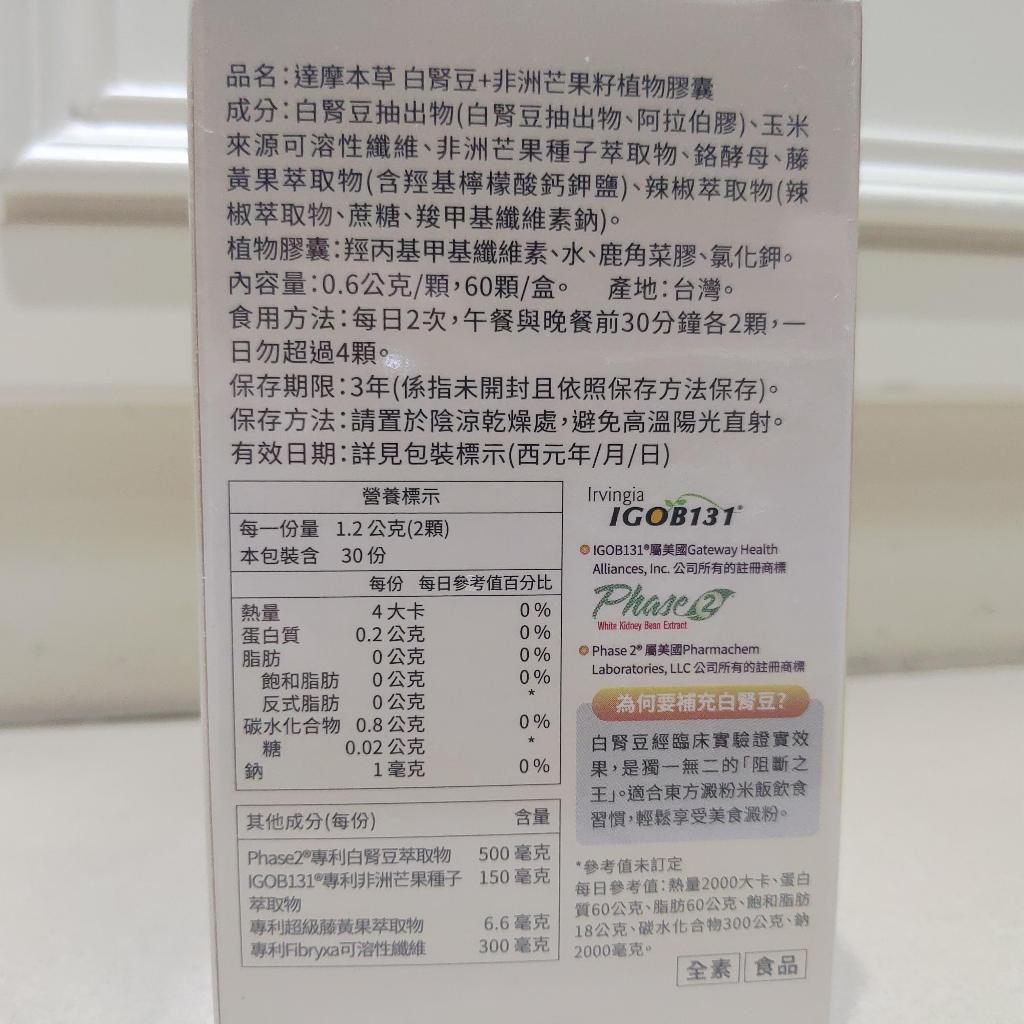 品名：達摩本草 白腎豆+非洲芒果籽植物膠囊
成分：白腎豆抽出物(白腎豆抽出物、阿拉伯膠)、玉米
來源可溶性纖維、非洲芒果種子萃取物、鉻酵母、藤
黃果萃取物(含羥基檸檬酸鈣鉀鹽)、辣椒萃取物(辣
椒萃取物、蔗糖、羧甲基纖維素鈉)。
植物膠囊：羥丙基甲基纖維素、水、鹿角菜膠、氯化鉀。
內容量：0.6公克/顆，60顆/盒。 產地：台灣。
食用方法：每日2次，午餐與晚餐前30分鐘各2顆，一
日勿超過4顆。
保存期限：3年(係指未開封且依照保存方法保存)。
保存方法：請置於陰涼乾燥處，避免高溫陽光直射。
有效日期：詳見包裝標示(西元年/月/日)
營養標示
每一份量 1.2 公克(2顆)
本包裝含 30 份
每份 每日參考值百分比
熱量 4 大卡 0%
蛋白質 0.2 公克 0%
脂肪 0 公克 0%
飽和脂肪 0 公克 0%
反式脂肪 0 公克 *
碳水化合物 0.8 公克 0%
糖 0.02 公克 *
鈉 1 毫克 0%
其他成分(每份) 含量
Phase2®專利白腎豆萃取物 500 毫克
IGOB131®專利非洲芒果種子 150 毫克
萃取物
專利超級藤黃果萃取物 6.6 毫克
專利Fibryxa可溶性纖維 300 毫克
Irvingia
IGOB131®
IGOB131®屬美國Gateway Health
Alliances, Inc. 公司所有的註冊商標
Phase 2
White Kidney Bean Extract
Phase 2® 屬美國Pharmachem
Laboratories, LLC 公司所有的註冊商標
為何要補充白腎豆?
白腎豆經臨床實驗證實效
果，是獨一無二的「阻斷之
王」。適合東方澱粉米飯飲食
習慣，輕鬆享受美食澱粉。
*參考值未訂定
每日參考值：熱量2000大卡、蛋白
質60公克、脂肪60公克、飽和脂肪
18公克、碳水化合物300公克、鈉
2000毫克。
全素 食品